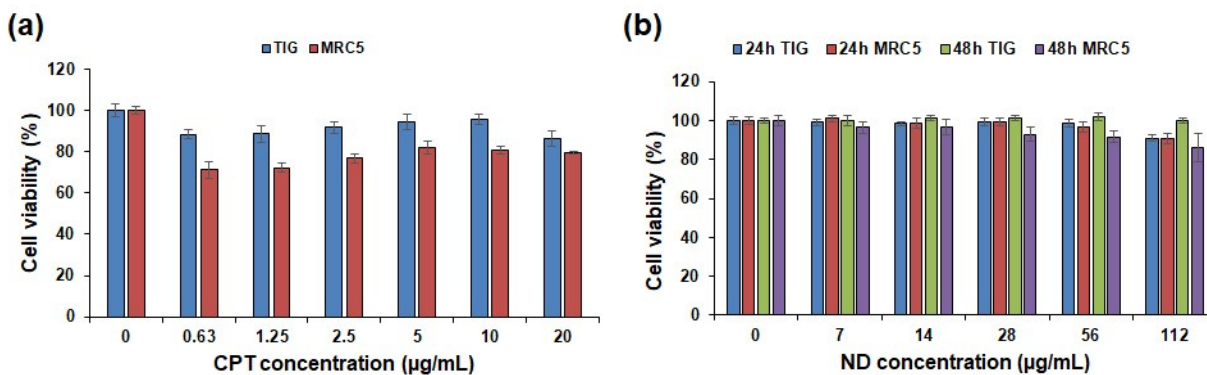 (a)
TIG MRC5
Cell viability (%)
120
100
80
60
40
20
0
0 0.63 1.25 2.5 5 10 20
CPT concentration (µg/mL)
(b)
24h TIG 24h MRC5 48h TIG 48h MRC5
Cell viability (%)
120
100
80
60
40
20
0
0 7 14 28 56 112
ND concentration (µg/mL)